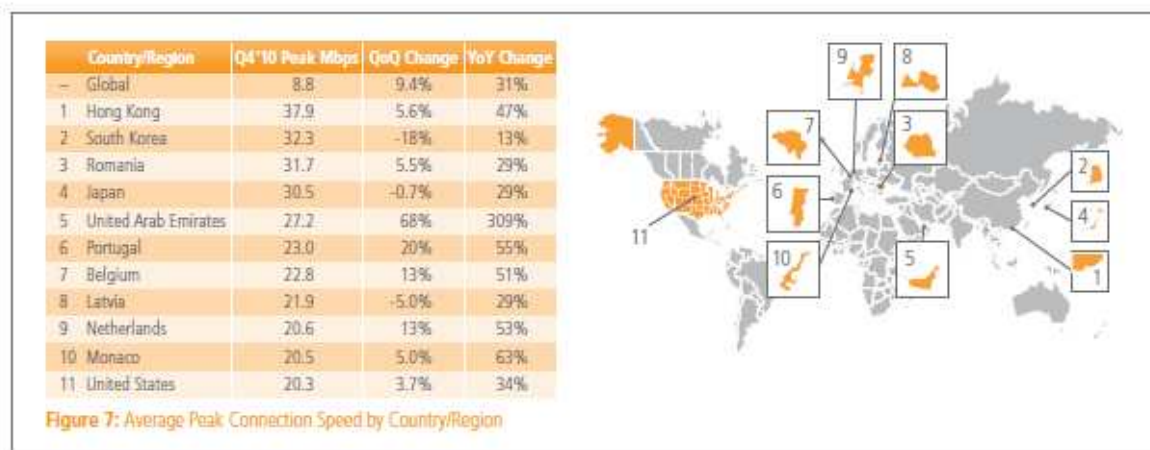 Country/Region Q4'10 Peak Mbps QoQ Change YoY Change
– Global 8.8 9.4% 31%
1 Hong Kong 37.9 5.6% 47%
2 South Korea 32.3 -18% 13%
3 Romania 31.7 5.5% 29%
4 Japan 30.5 -0.7% 29%
5 United Arab Emirates 27.2 68% 309%
6 Portugal 23.0 20% 55%
7 Belgium 22.8 13% 51%
8 Latvia 21.9 -5.0% 29%
9 Netherlands 20.6 13% 53%
10 Monaco 20.5 5.0% 63%
11 United States 20.3 3.7% 34%
Figure 7: Average Peak Connection Speed by Country/Region
9 8
7 3
2
6 4
11
10 5 1